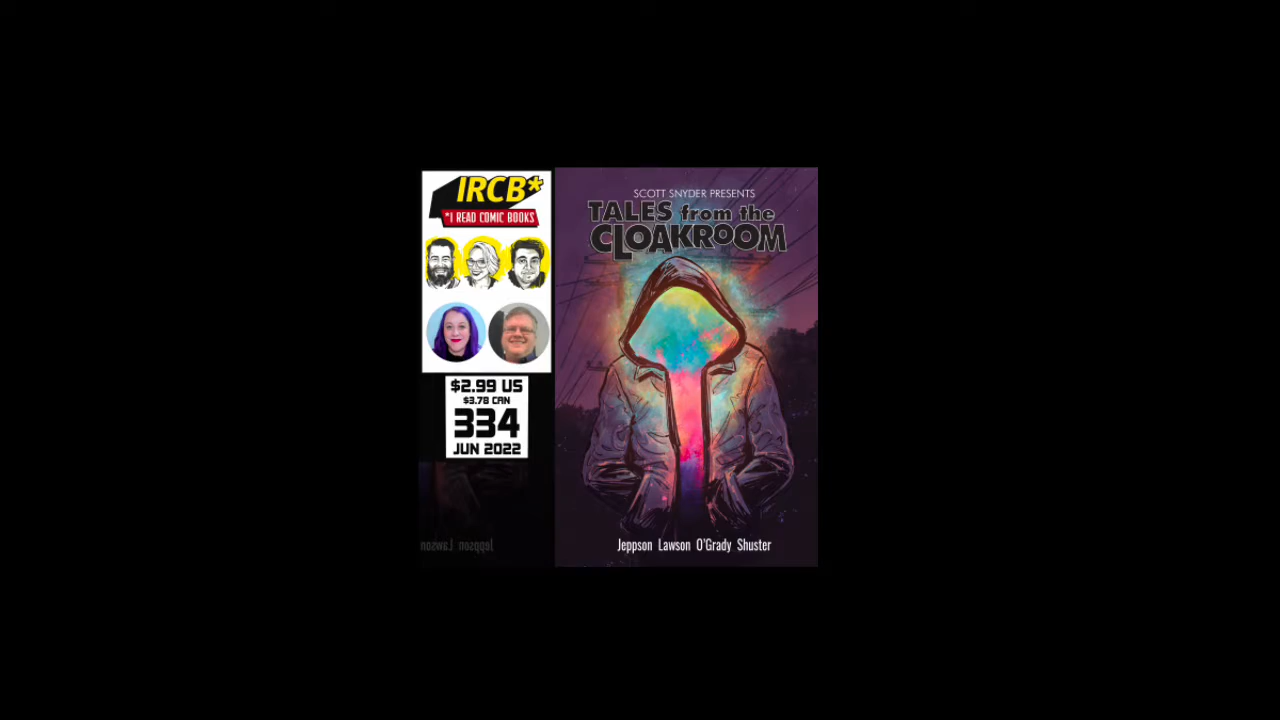 IRCB*
*I READ COMIC BOOKS
$2.99 US
$3.78 CAN
334
JUN 2022
Jeppson Lawson
SCOTT SNYDER PRESENTS
TALES from the
CLOAKROOM
Jeppson Lawson O'Grady Shuster